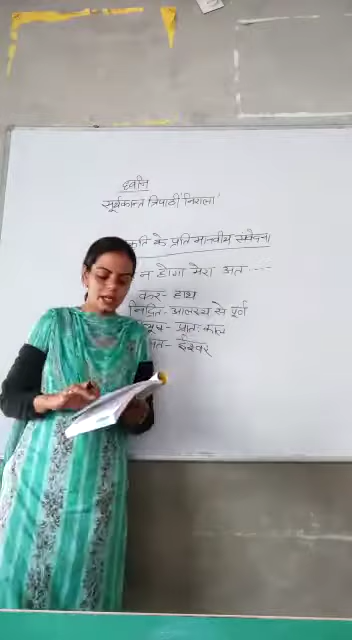 ध्वनि
सूर्यकान्त त्रिपाठी 'निराला'
कृति के प्रति मानवीय संवेदना
न होगा मेरा अंत ----
कर - हाथ
निद्रित - आलस्य से पूर्ण
प्रात: काल
ईश्वर